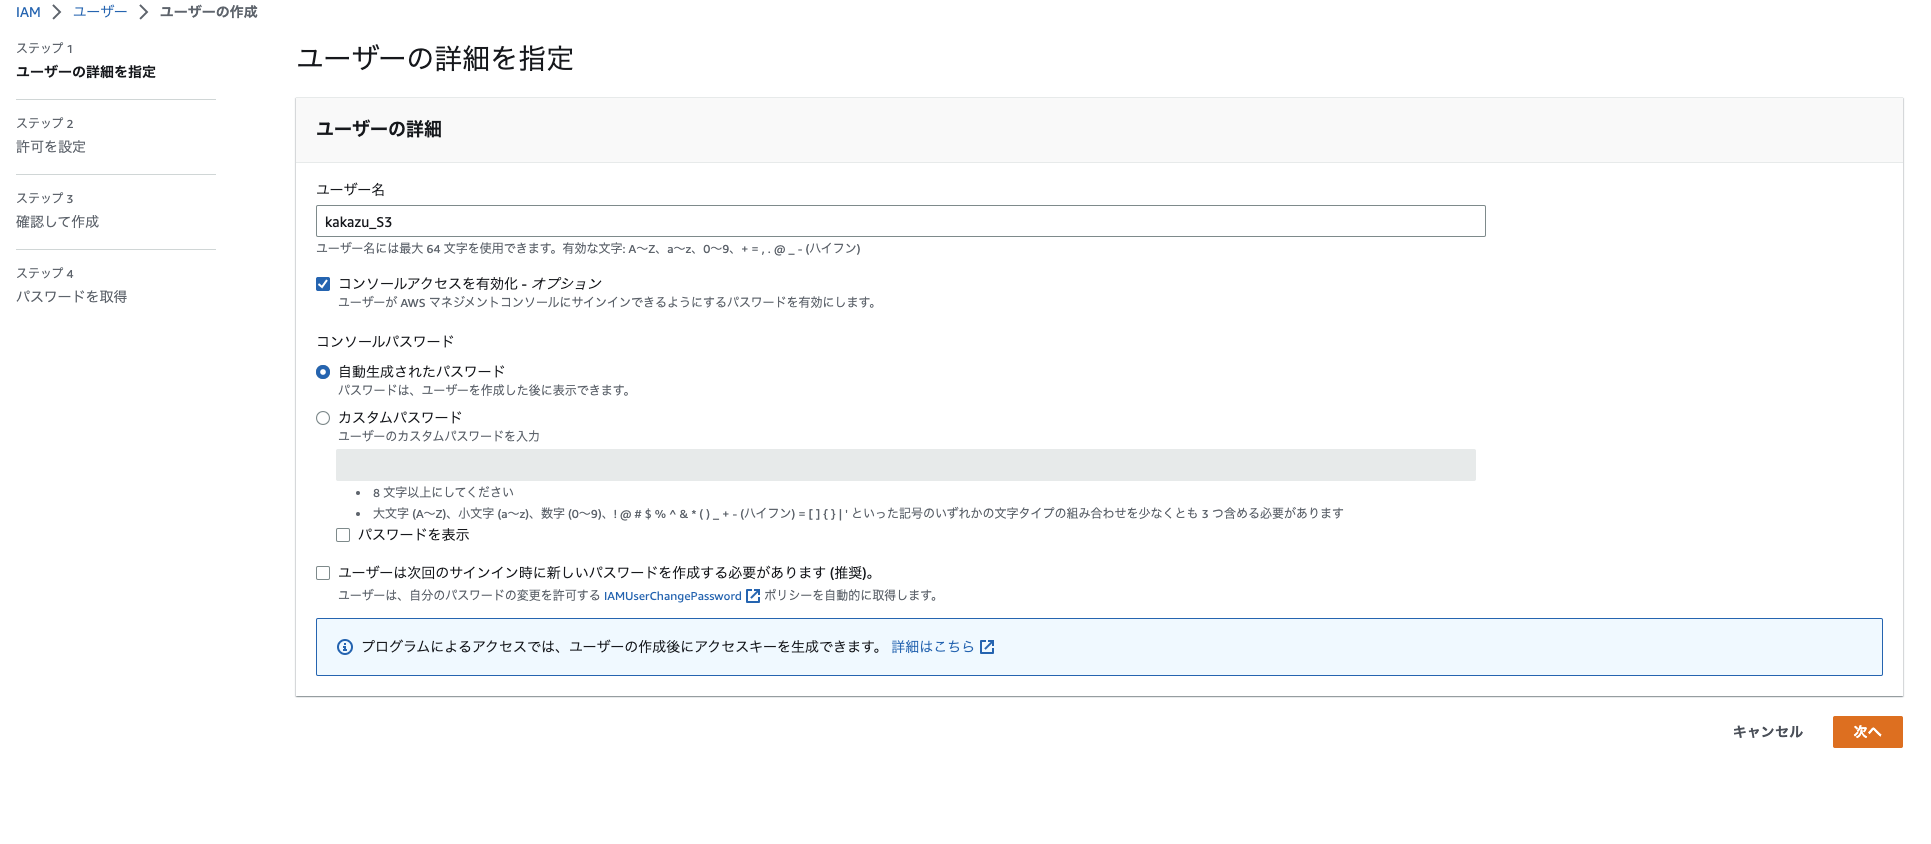 IAM > ユーザー > ユーザーの作成
ステップ 1
ユーザーの詳細を指定
ステップ 2
許可を設定
ステップ 3
確認して作成
ステップ 4
パスワードを取得
ユーザーの詳細を指定
ユーザーの詳細
ユーザー名
kakazu_S3
ユーザー名には最大 64 文字を使用できます。有効な文字: A〜Z、a〜z、0〜9、+ = , . @ _ - (ハイフン)
コンソールアクセスを有効化 - オプション
ユーザーが AWS マネジメントコンソールにサインインできるようにするパスワードを有効にします。
コンソールパスワード
自動生成されたパスワード
パスワードは、ユーザーを作成した後に表示できます。
カスタムパスワード
ユーザーのカスタムパスワードを入力
• 8 文字以上にしてください
• 大文字 (A〜Z)、小文字 (a〜z)、数字 (0〜9)、! @ # $ % ^ & * ( ) _ + - (ハイフン) = [ ] { } | ' といった記号のいずれかの文字タイプの組み合わせを少なくとも 3 つ含める必要があります
パスワードを表示
ユーザーは次回のサインイン時に新しいパスワードを作成する必要があります (推奨)。
ユーザーは、自分のパスワードの変更を許可する IAMUserChangePassword ポリシーを自動的に取得します。
プログラムによるアクセスでは、ユーザーの作成後にアクセスキーを生成できます。 詳細はこちら
キャンセル 次へ